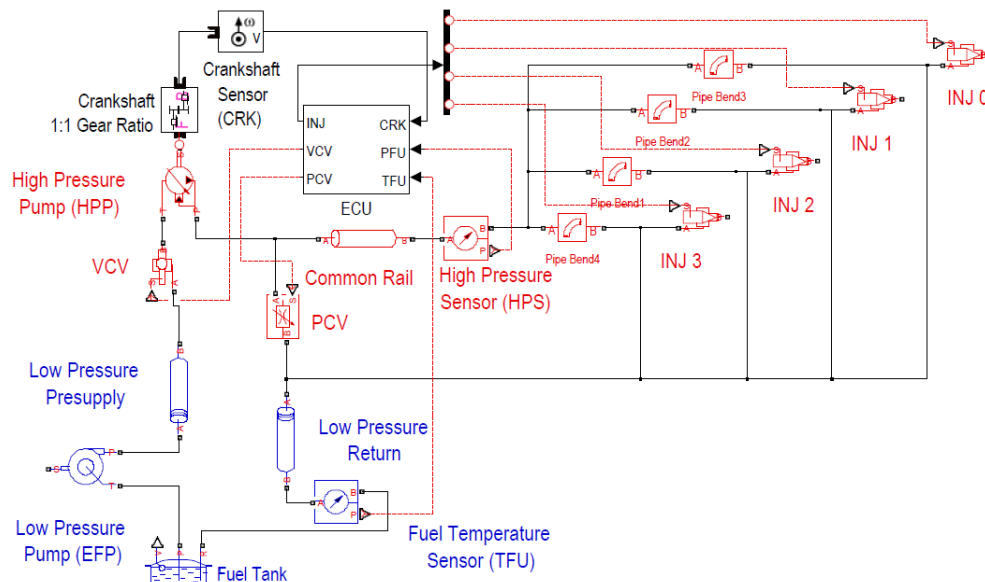 ω
V
Crankshaft
Sensor
(CRK)
Crankshaft
1:1 Gear Ratio
INJ
VCV
PCV
CRK
PFU
TFU
ECU
High Pressure
Pump (HPP)
VCV
Common Rail
High Pressure
Sensor (HPS)
PCV
Pipe Bend3
Pipe Bend2
Pipe Bend1
Pipe Bend4
INJ 0
INJ 1
INJ 2
INJ 3
Low Pressure
Presupply
Low Pressure
Return
Low Pressure
Pump (EFP)
Fuel Temperature
Sensor (TFU)
Fuel Tank